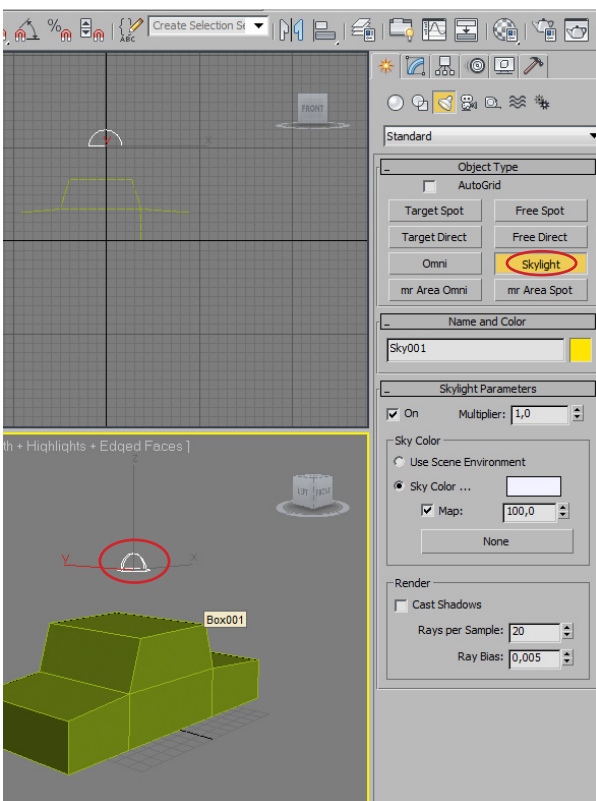 % ABC Create Selection Se
FRONT
x
y
th + Highlights + Edged Faces ]
z
LEFT FRONT
y x
Box001
Standard
- Object Type
AutoGrid
Target Spot Free Spot
Target Direct Free Direct
Omni Skylight
mr Area Omni mr Area Spot
- Name and Color
Sky001
- Skylight Parameters
On Multiplier: 1,0
Sky Color
Use Scene Environment
Sky Color ...
Map: 100,0
None
Render
Cast Shadows
Rays per Sample: 20
Ray Bias: 0,005